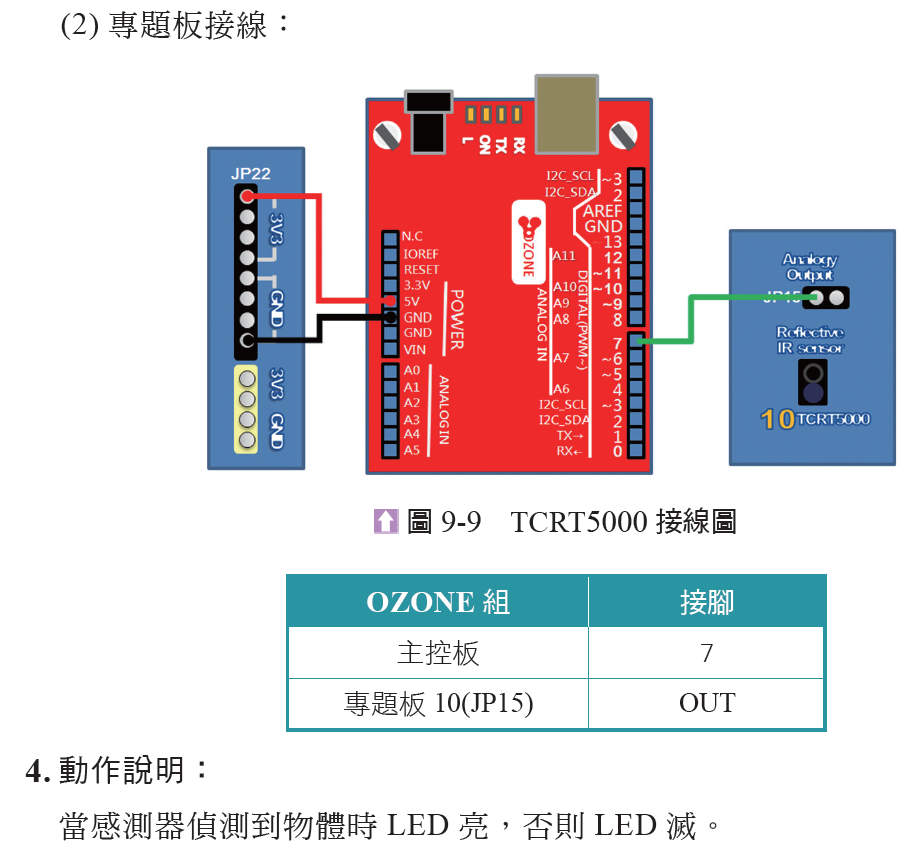 (2) 專題板接線：
JP22
3V3
GND
3V3
GND
L
ON
TX
RX
OZONE
N.C
IOREF
RESET
3.3V
5V
GND
GND
VIN
POWER
A0
A1
A2
A3
A4
A5
ANALOG IN
I2C_SCL ~3
I2C_SDA 2
AREF
GND
13
A11 12
~11
A10 ~10
A9 ~9
A8 8
7
A7 ~6
~5
A6 4
I2C_SCL ~3
I2C_SDA 2
TX→ 1
RX← 0
ANALOG IN
DIGITAL(PWM~)
Analogy
Output
JP15
Reflective
IR sensor
10 TCRT5000
圖 9-9 TCRT5000 接線圖
OZONE 組 接腳
主控板 7
專題板 10(JP15) OUT
4. 動作說明：
當感測器偵測到物體時 LED 亮，否則 LED 滅。